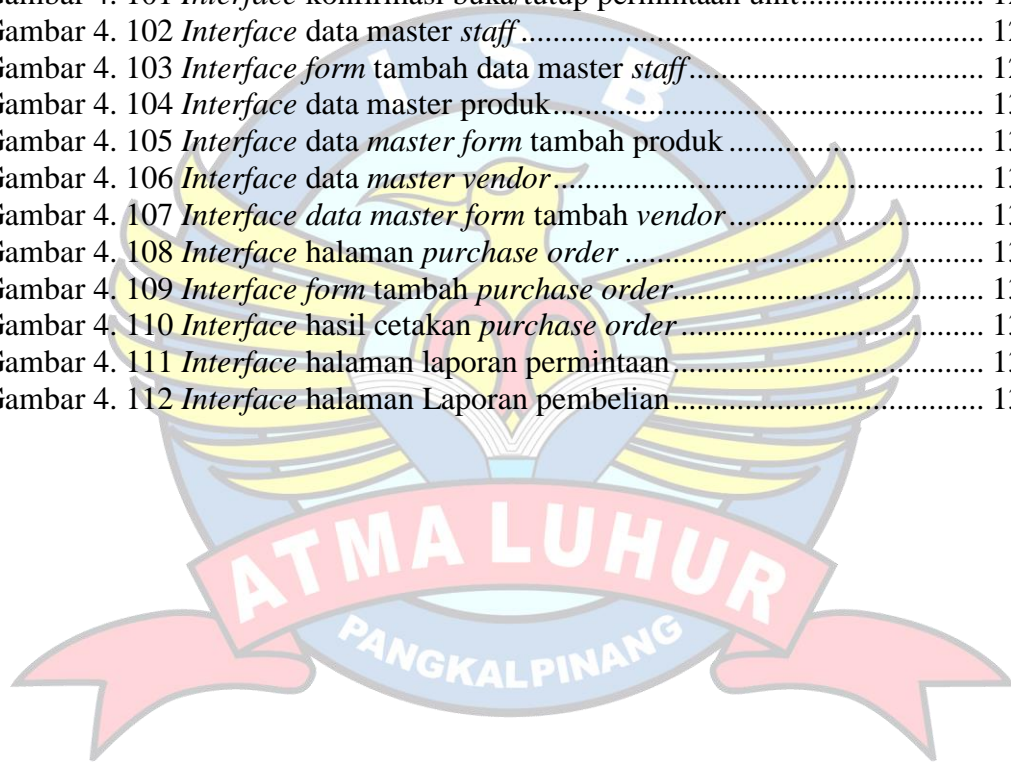 Gambar 4. 101 Interface konfirmasi buka/tutup permintaan unit
Gambar 4. 102 Interface data master staff
Gambar 4. 103 Interface form tambah data master staff
Gambar 4. 104 Interface data master produk
Gambar 4. 105 Interface data master form tambah produk
Gambar 4. 106 Interface data master vendor
Gambar 4. 107 Interface data master form tambah vendor
Gambar 4. 108 Interface halaman purchase order
Gambar 4. 109 Interface form tambah purchase order
Gambar 4. 110 Interface hasil cetakan purchase order
Gambar 4. 111 Interface halaman laporan permintaan
Gambar 4. 112 Interface halaman Laporan pembelian
I S B
ATMA LUHUR
PANGKALPINANG